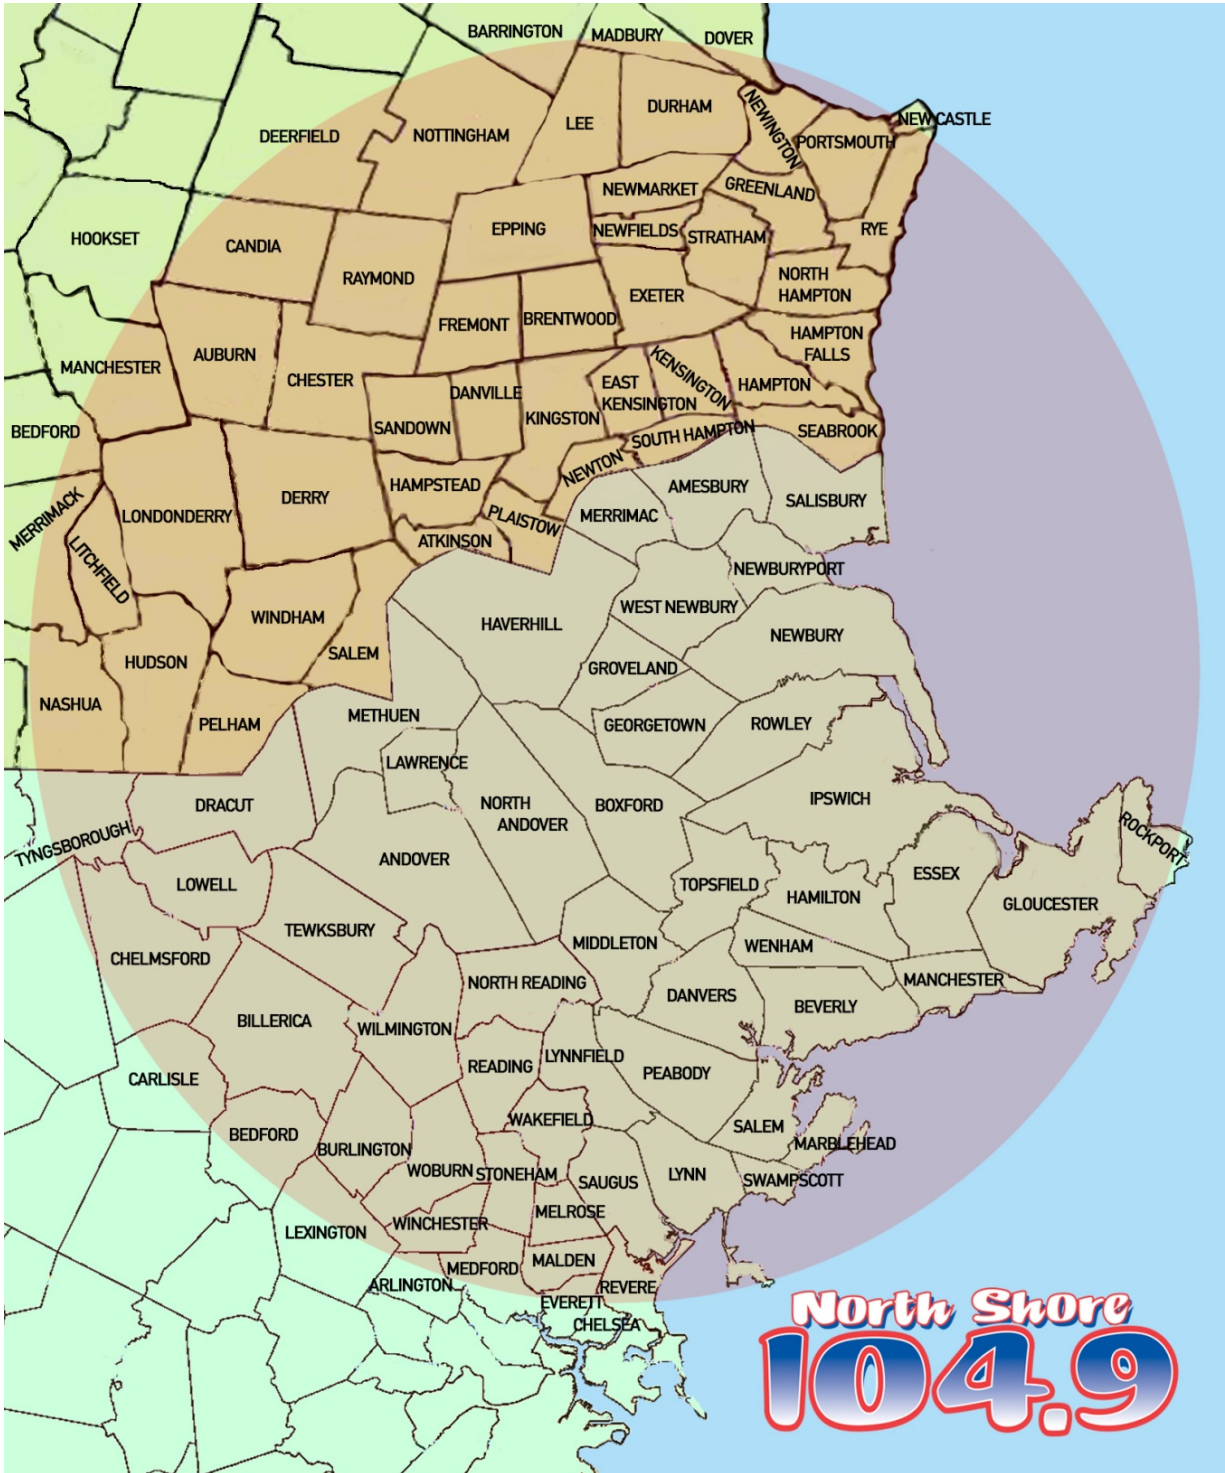 BARRINGTON
MADBURY
DOVER
DEERFIELD
NOTTINGHAM
LEE
DURHAM
NEWINGTON
PORTSMOUTH
NEW CASTLE
NEWMARKET
GREENLAND
HOOKSET
CANDIA
EPPING
NEWFIELDS
STRATHAM
RYE
RAYMOND
EXETER
NORTH
HAMPTON
FREMONT
BRENTWOOD
HAMPTON
FALLS
MANCHESTER
AUBURN
CHESTER
DANVILLE
EAST
KENSINGTON
KENSINGTON
HAMPTON
BEDFORD
SANDOWN
KINGSTON
SOUTH HAMPTON
SEABROOK
MERRIMACK
LITCHFIELD
LONDONDERRY
DERRY
HAMPSTEAD
NEWTON
PLAISTOW
ATKINSON
MERRIMAC
AMESBURY
SALISBURY
NEWBURYPORT
WINDHAM
SALEM
HAVERHILL
WEST NEWBURY
NEWBURY
HUDSON
GROVELAND
NASHUA
PELHAM
METHUEN
GEORGETOWN
ROWLEY
LAWRENCE
DRACUT
NORTH
ANDOVER
BOXFORD
IPSWICH
TYNGSBOROUGH
ANDOVER
ROCKPORT
LOWELL
TOPSFIELD
HAMILTON
ESSEX
GLOUCESTER
TEWKSBURY
MIDDLETON
WENHAM
CHELMSFORD
NORTH READING
DANVERS
BEVERLY
MANCHESTER
BILLERICA
WILMINGTON
LYNNFIELD
READING
PEABODY
CARLISLE
WAKEFIELD
SALEM
MARBLEHEAD
BEDFORD
BURLINGTON
WOBURN
STONEHAM
SAUGUS
LYNN
SWAMPSCOTT
LEXINGTON
WINCHESTER
MELROSE
MALDEN
MEDFORD
ARLINGTON
REVERE
EVERETT
CHELSEA
North Shore
104.9